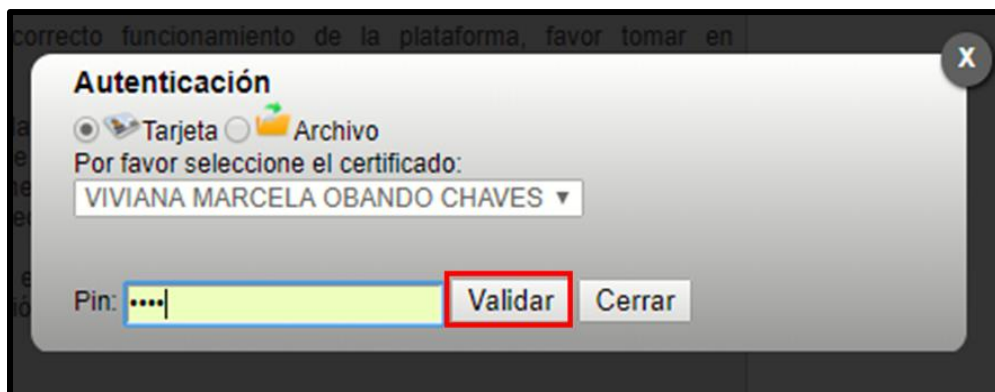 correcto funcionamiento de la plataforma, favor tomar en
X
Autenticación
Tarjeta Archivo
Por favor seleccione el certificado:
VIVIANA MARCELA OBANDO CHAVES
Pin: ••••
Validar Cerrar